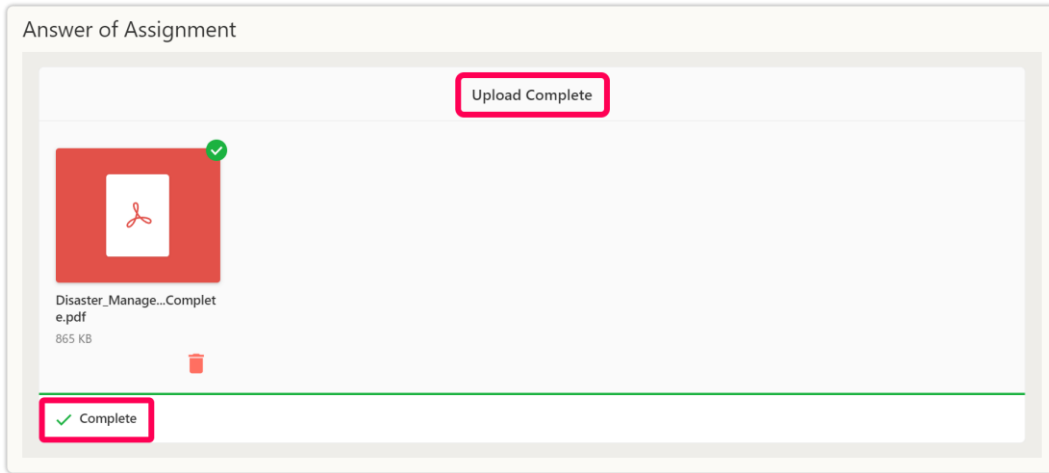 Answer of Assignment
Upload Complete
Disaster_Manage...Complet
e.pdf
865 KB
Complete